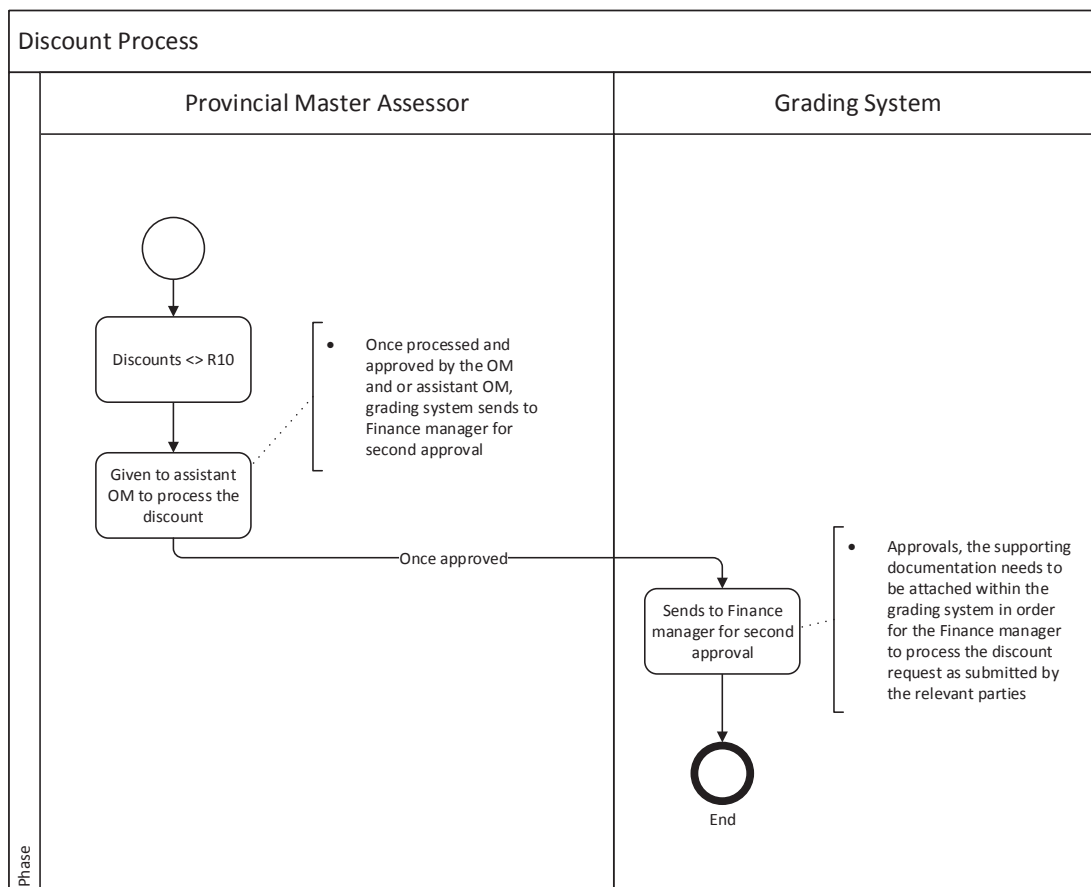 Discount Process
Provincial Master Assessor
Grading System
Discounts <> R10
• Once processed and
approved by the OM
and or assistant OM,
grading system sends to
Finance manager for
second approval
Given to assistant
OM to process the
discount
Once approved
Sends to Finance
manager for second
approval
• Approvals, the supporting
documentation needs to
be attached within the
grading system in order
for the Finance manager
to process the discount
request as submitted by
the relevant parties
End
Phase